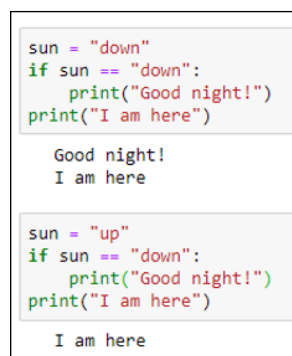 sun = "down"
if sun == "down":
    print("Good night!")
print("I am here")
Good night!
I am here
sun = "up"
if sun == "down":
    print("Good night!")
print("I am here")
I am here